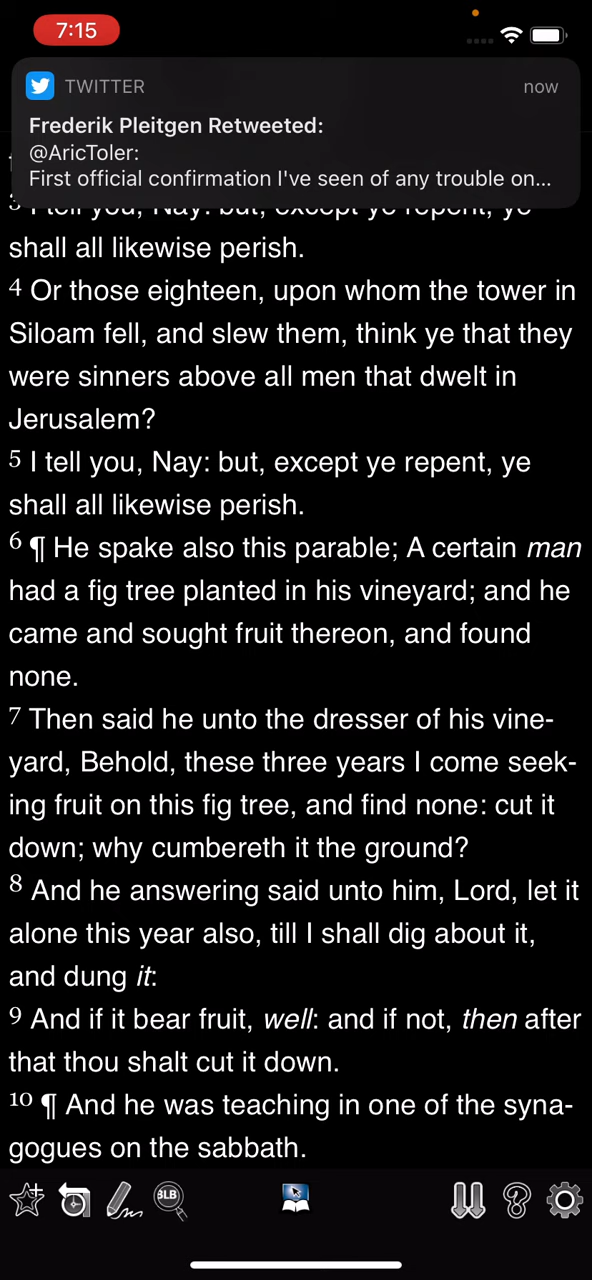 7:15
TWITTER now
Frederik Pleitgen Retweeted:
@AricToler:
First official confirmation I've seen of any trouble on...
3 I tell you, Nay: but, except ye repent, ye
shall all likewise perish.
4 Or those eighteen, upon whom the tower in
Siloam fell, and slew them, think ye that they
were sinners above all men that dwelt in
Jerusalem?
5 I tell you, Nay: but, except ye repent, ye
shall all likewise perish.
6 ¶ He spake also this parable; A certain man
had a fig tree planted in his vineyard; and he
came and sought fruit thereon, and found
none.
7 Then said he unto the dresser of his vine-
yard, Behold, these three years I come seek-
ing fruit on this fig tree, and find none: cut it
down; why cumbereth it the ground?
8 And he answering said unto him, Lord, let it
alone this year also, till I shall dig about it,
and dung it:
9 And if it bear fruit, well: and if not, then after
that thou shalt cut it down.
10 ¶ And he was teaching in one of the syna-
gogues on the sabbath.
BLB